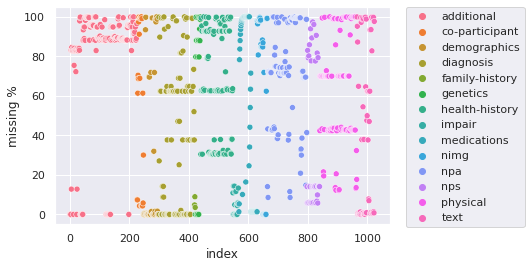 missing %
100
80
60
40
20
0
0
200
400
600
800
1000
index
additional
co-participant
demographics
diagnosis
family-history
genetics
health-history
impair
medications
nimg
npa
nps
physical
text